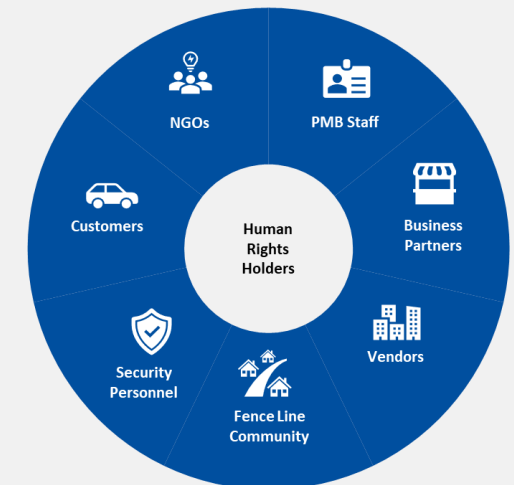 NGOs
PMB Staff
Customers
Business
Partners
Human
Rights
Holders
Vendors
Security
Personnel
Fence Line
Community